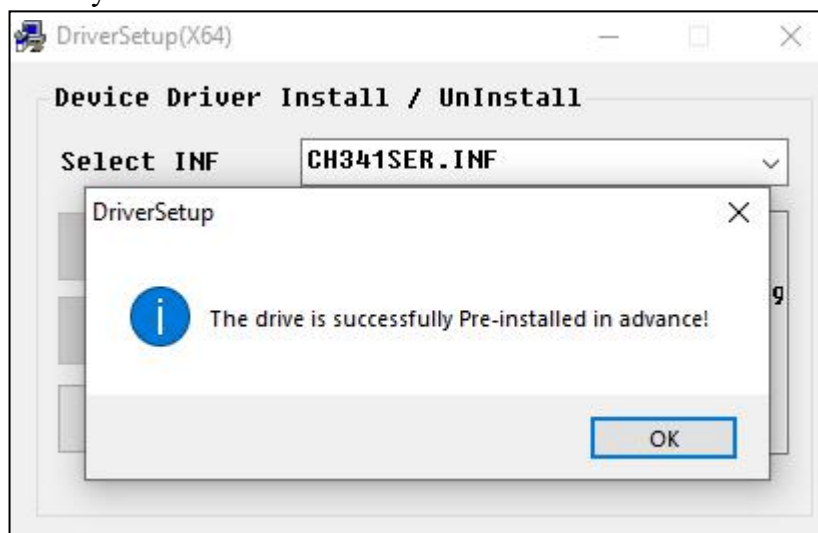 DriverSetup(X64)
Device Driver Install / UnInstall
Select INF
CH341SER.INF
DriverSetup
The drive is successfully Pre-installed in advance!
OK